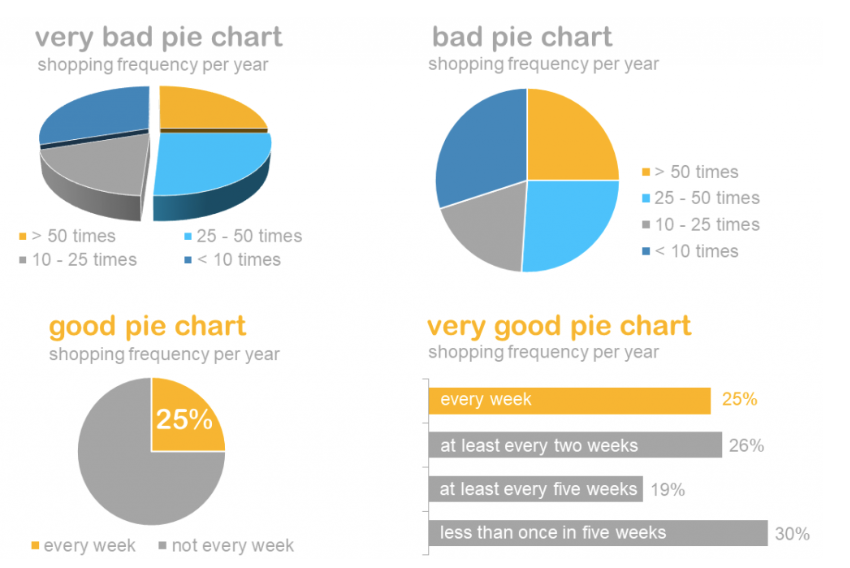 very bad pie chart
shopping frequency per year
> 50 times
25 - 50 times
10 - 25 times
< 10 times
bad pie chart
shopping frequency per year
> 50 times
25 - 50 times
10 - 25 times
< 10 times
good pie chart
shopping frequency per year
25%
every week
not every week
very good pie chart
shopping frequency per year
every week 25%
at least every two weeks 26%
at least every five weeks 19%
less than once in five weeks 30%